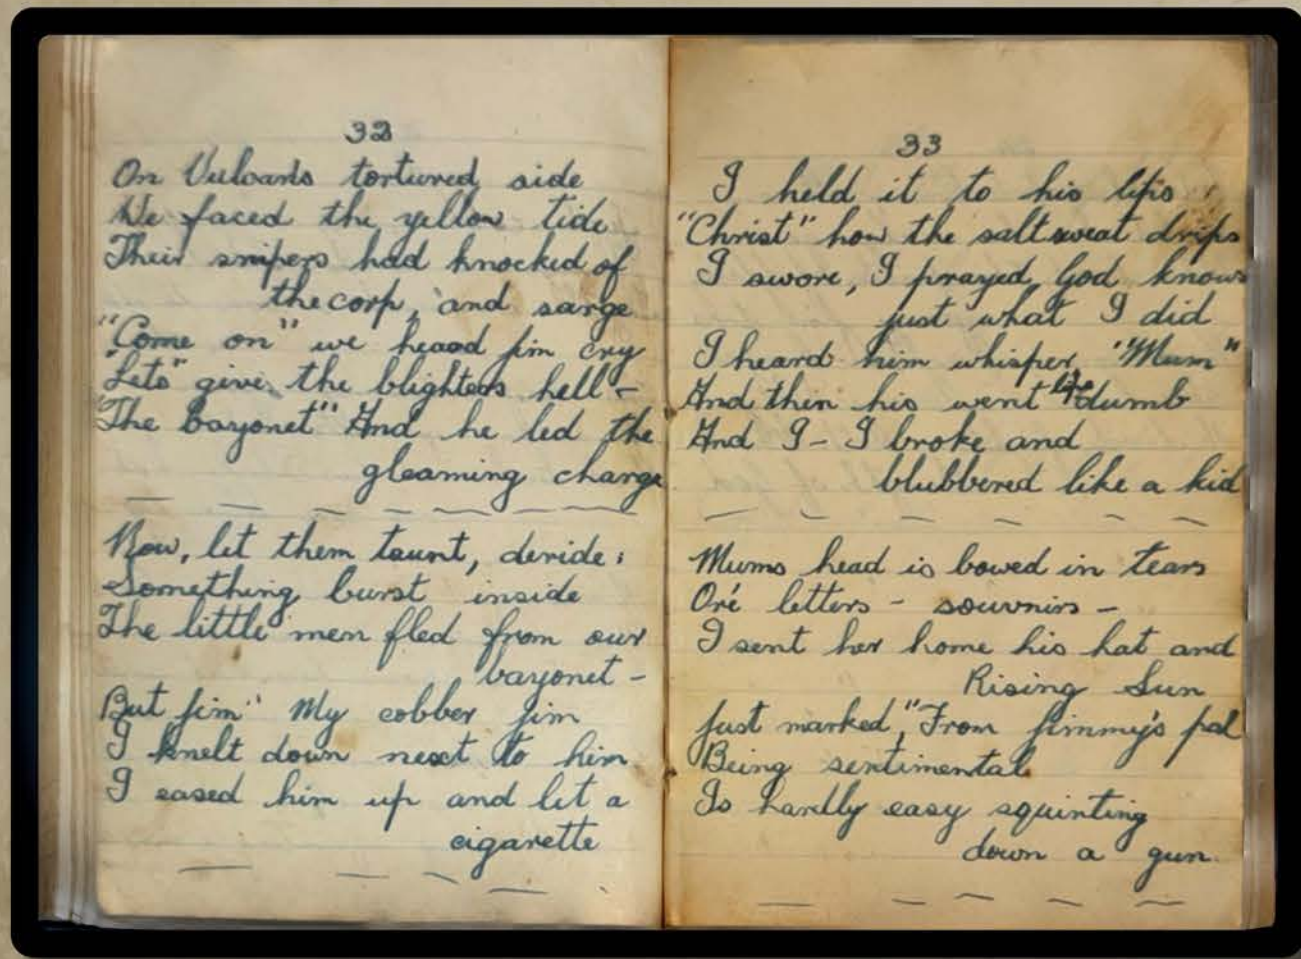 32
On Vulcans tortured side
We faced the yellow tide
Their snipers had knocked of
the corp, and sarge
"Come on" we heard Jim cry
"Lets" give the blighters hell –
"The bayonet" And he led the
gleaming charge
Now, let them taunt, deride;
Something burst inside
The little men fled from our
bayonet –
But Jim" My cobber Jim
I knelt down next to him
I eased him up and lit a
cigarette
33
I held it to his lips
"Christ" how the salt sweat drips
I swore, I prayed, God knows
just what I did
I heard him whisper, "Mum"
And then his went life dumb
And I – I broke and
blubbered like a kid
Mums head is bowed in tears
Oré letters – souvnirs –
I sent her home his hat and
Rising Sun
Just marked, "From Jimmy's pal
Being sentimental
Is hardly easy squinting
down a gun.